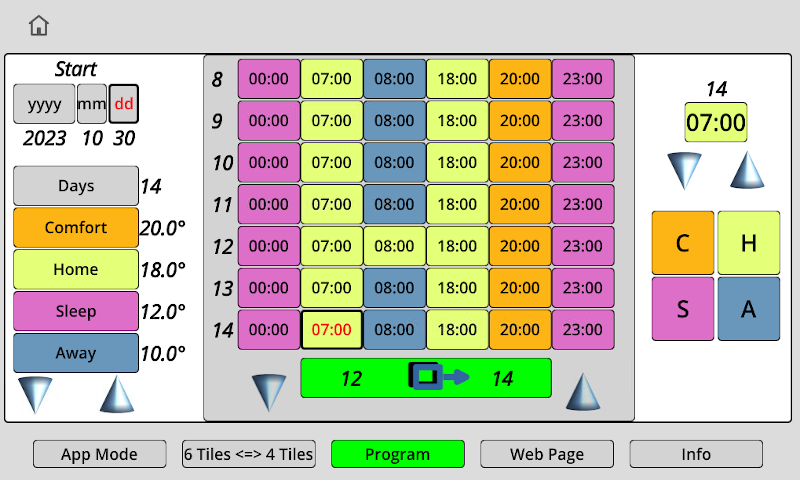 Start
yyyy mm dd
2023 10 30
Days 14
Comfort 20.0°
Home 18.0°
Sleep 12.0°
Away 10.0°
8 00:00 07:00 08:00 18:00 20:00 23:00
9 00:00 07:00 08:00 18:00 20:00 23:00
10 00:00 07:00 08:00 18:00 20:00 23:00
11 00:00 07:00 08:00 18:00 20:00 23:00
12 00:00 07:00 08:00 18:00 20:00 23:00
13 00:00 07:00 08:00 18:00 20:00 23:00
14 00:00 07:00 08:00 18:00 20:00 23:00
12 14
14
07:00
C H
S A
App Mode 6 Tiles <=> 4 Tiles Program Web Page Info